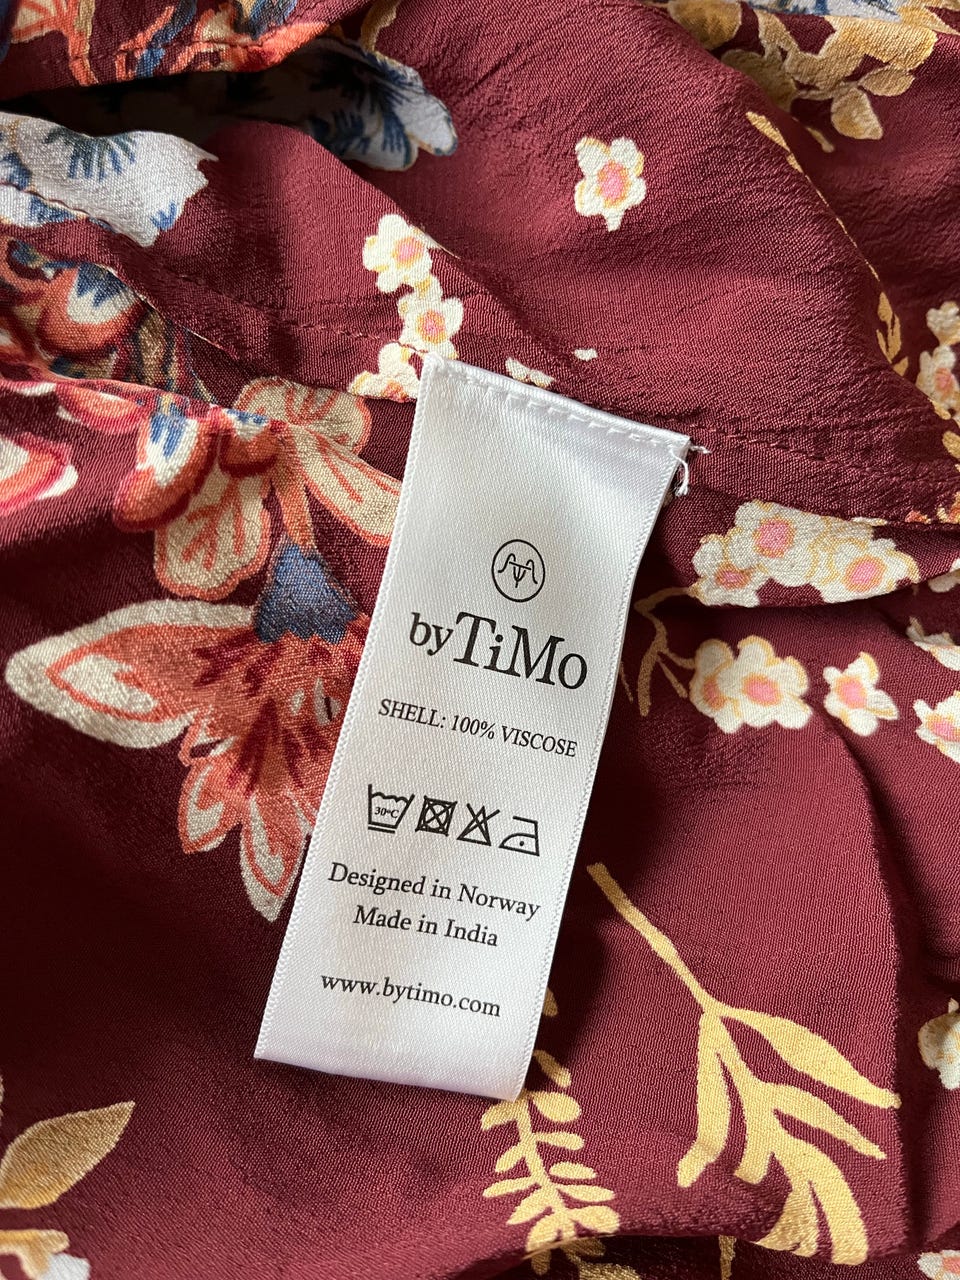 byTiMo
SHELL: 100% VISCOSE
30°C
Designed in Norway
Made in India
www.bytimo.com